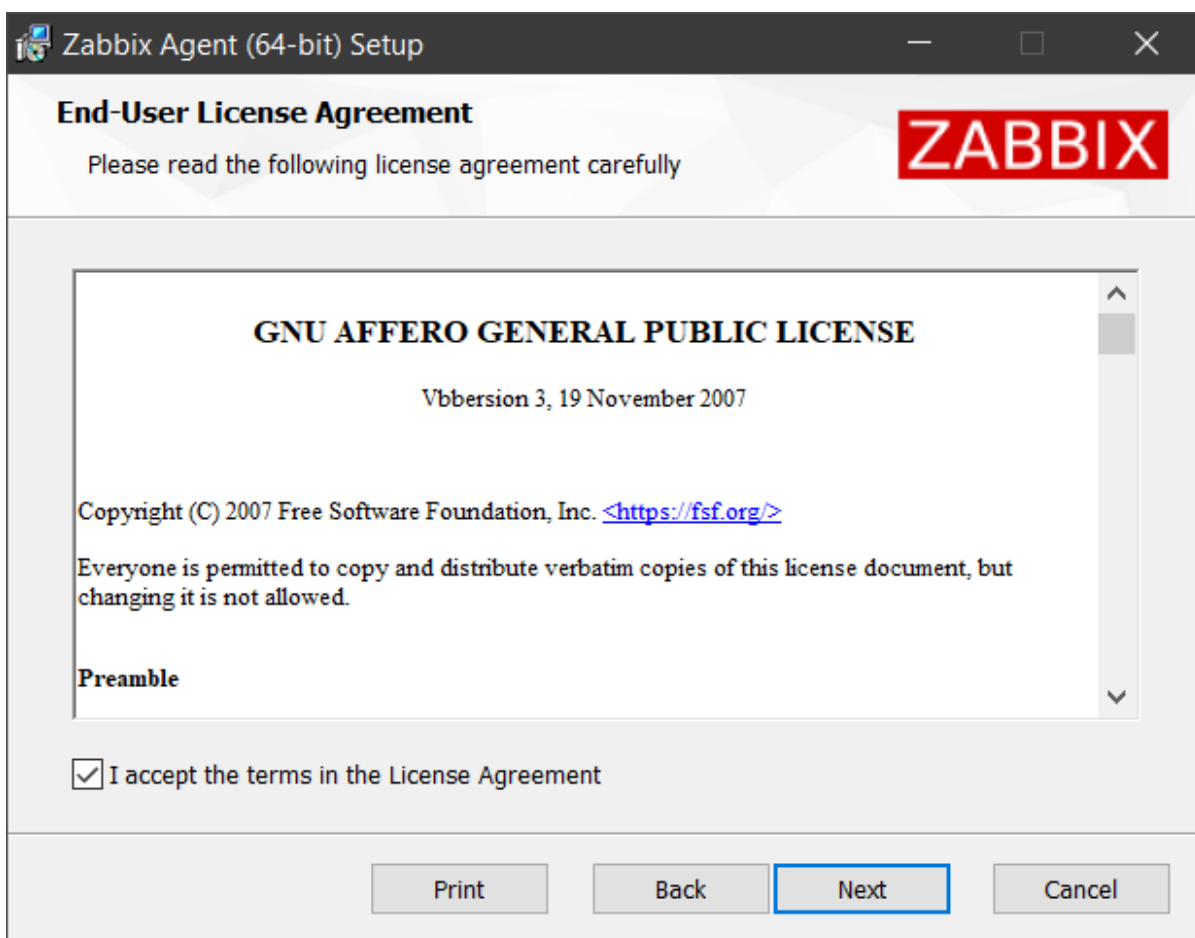 Zabbix Agent (64-bit) Setup
End-User License Agreement
Please read the following license agreement carefully
ZABBIX
GNU AFFERO GENERAL PUBLIC LICENSE
Vbbersion 3, 19 November 2007
Copyright (C) 2007 Free Software Foundation, Inc. <https://fsf.org/>
Everyone is permitted to copy and distribute verbatim copies of this license document, but
changing it is not allowed.
Preamble
I accept the terms in the License Agreement
Print Back Next Cancel